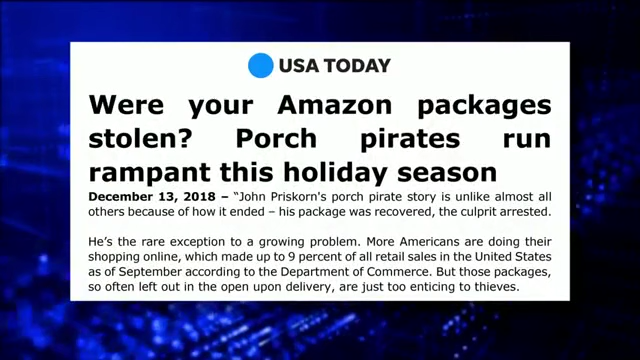 USA TODAY
Were your Amazon packages
stolen? Porch pirates run
rampant this holiday season
December 13, 2018 – “John Priskorn's porch pirate story is unlike almost all
others because of how it ended – his package was recovered, the culprit arrested.
He’s the rare exception to a growing problem. More Americans are doing their
shopping online, which made up to 9 percent of all retail sales in the United States
as of September according to the Department of Commerce. But those packages,
so often left out in the open upon delivery, are just too enticing to thieves.